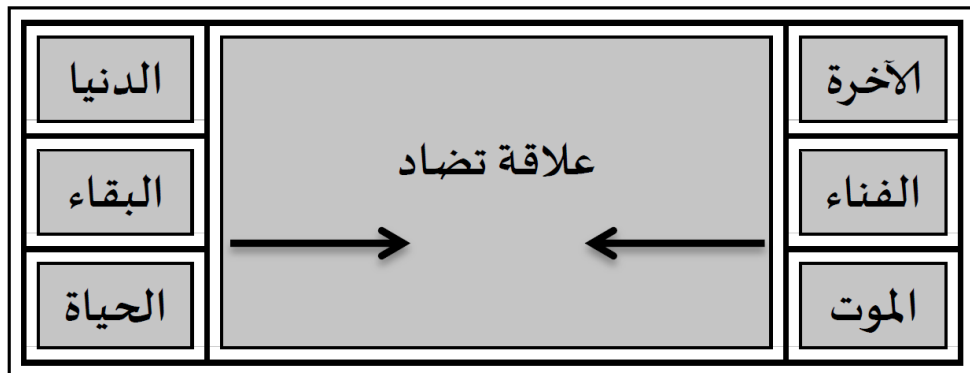 الآخرة
علاقة تضاد
الدنيا
الفناء
البقاء
الموت
الحياة